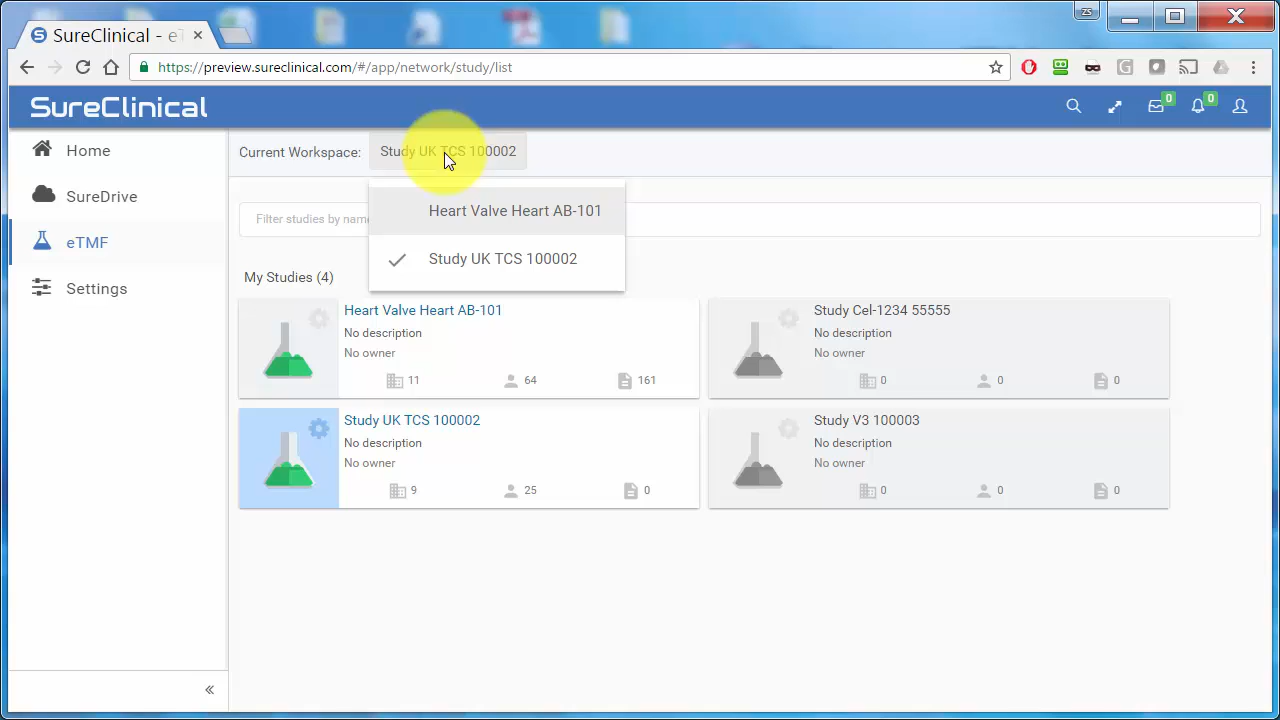 ZS
SureClinical - eT
https://preview.sureclinical.com/#/app/network/study/list
SureClinical
0
0
Home
SureDrive
eTMF
Settings
Current Workspace:
Study UK TCS 100002
Heart Valve Heart AB-101
Study UK TCS 100002
Filter studies by name
My Studies (4)
Heart Valve Heart AB-101
No description
No owner
11
64
161
Study Cel-1234 55555
No description
No owner
0
0
0
Study UK TCS 100002
No description
No owner
9
25
0
Study V3 100003
No description
No owner
0
0
0